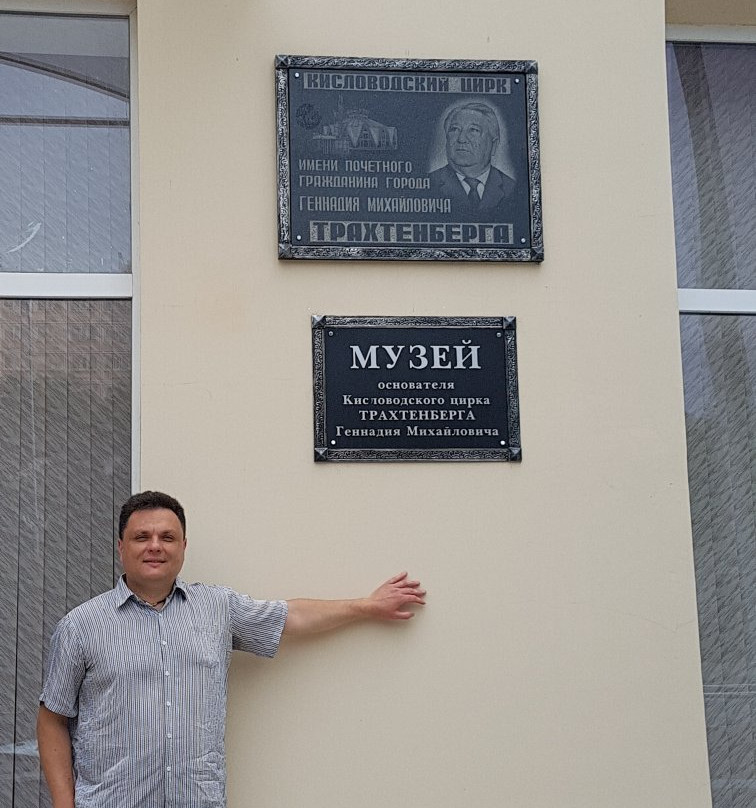 КИСЛОВОДСКИЙ ЦИРК
ИМЕНИ ПОЧЕТНОГО
ГРАЖДАНИНА ГОРОДА
ГЕННАДИЯ МИХАЙЛОВИЧА
ТРАХТЕНБЕРГА
МУЗЕЙ
основателя
Кисловодского цирка
ТРАХТЕНБЕРГА
Геннадия Михайловича